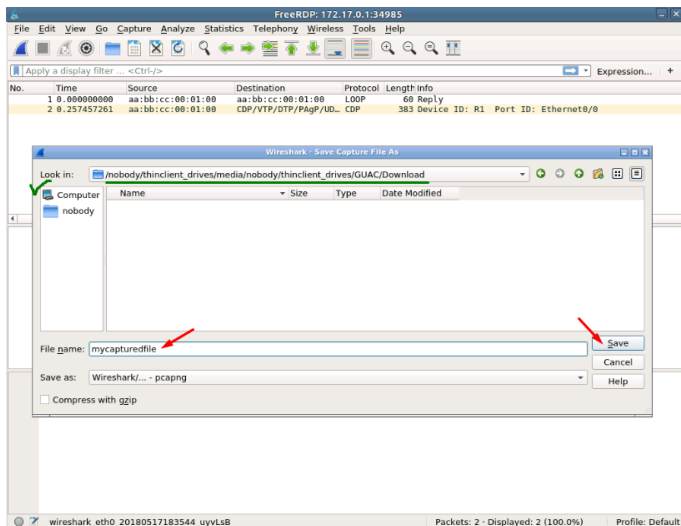 FreeRDP: 172.17.0.1:34985
File Edit View Go Capture Analyze Statistics Telephony Wireless Tools Help
Apply a display filter ... <Ctrl-/> Expression... +
No. Time Source Destination Protocol Length Info
1 0.000000000 aa:bb:cc:00:01:00 aa:bb:cc:00:01:00 LOOP 60 Reply
2 0.257457261 aa:bb:cc:00:01:00 CDP/VTP/DTP/PAgP/UD… CDP 383 Device ID: R1 Port ID: Ethernet0/0
Wireshark · Save Capture File As
Look in: /nobody/thinclient_drives/media/nobody/thinclient_drives/GUAC/Download
Computer Name Size Type Date Modified
nobody
File name: mycapturedfile Save
Cancel
Save as: Wireshark/... - pcapng Help
Compress with gzip
wireshark_eth0_20180517183544_uyvLsB Packets: 2 · Displayed: 2 (100.0%) Profile: Default